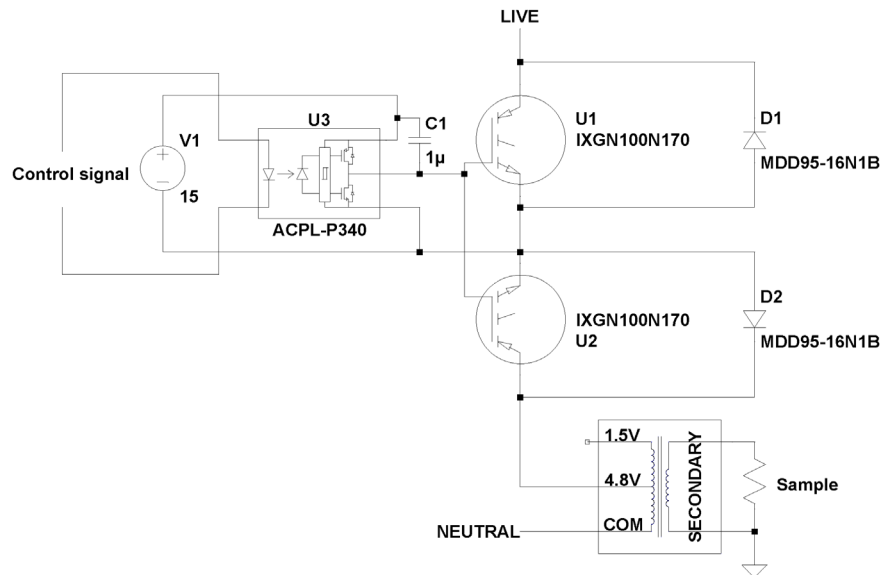 LIVE
U3
C1
1µ
V1
+
−
15
Control signal
ACPL-P340
U1
IXGN100N170
D1
MDD95-16N1B
IXGN100N170
U2
D2
MDD95-16N1B
1.5V
4.8V
COM
SECONDARY
Sample
NEUTRAL